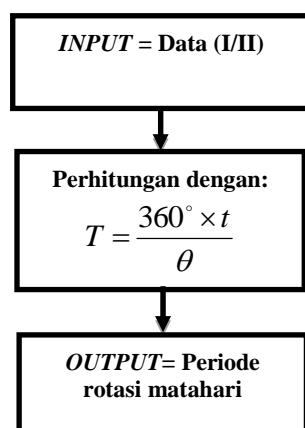 INPUT = Data (I/II)
Perhitungan dengan:
T = 360° × t / θ
OUTPUT= Periode
rotasi matahari